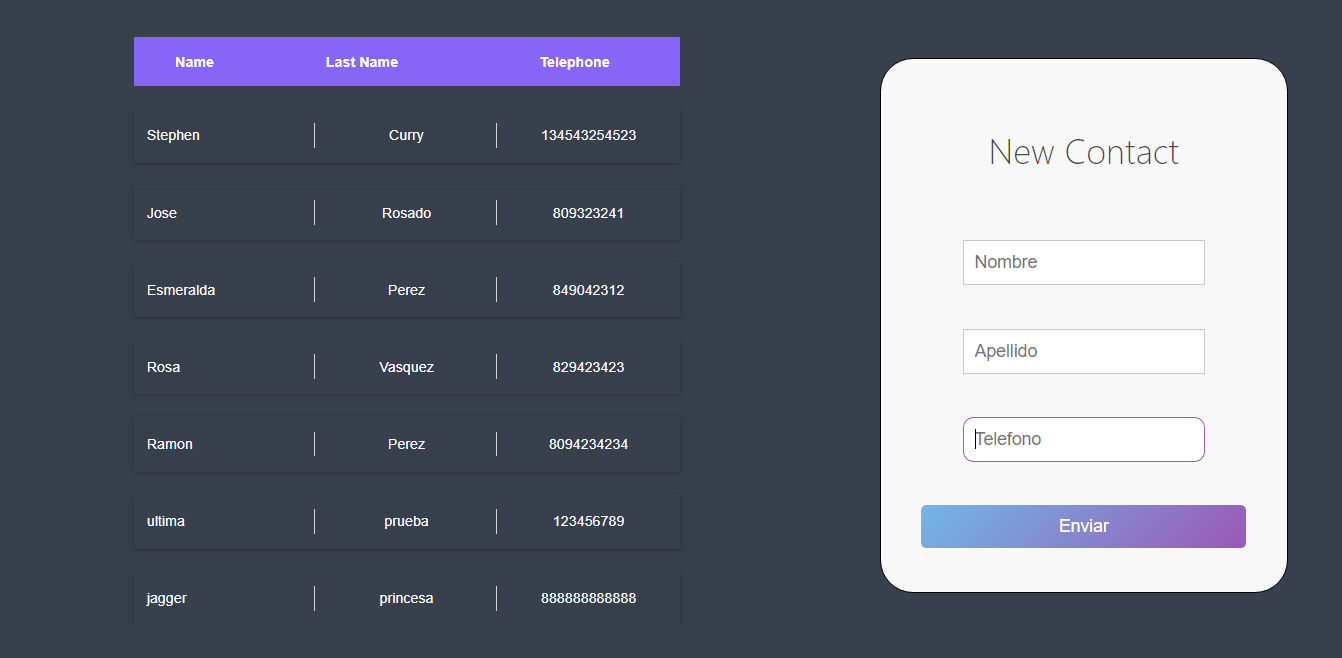 Name Last Name Telephone
Stephen Curry 134543254523
Jose Rosado 809323241
Esmeralda Perez 849042312
Rosa Vasquez 829423423
Ramon Perez 8094234234
ultima prueba 123456789
jagger princesa 888888888888
New Contact
Nombre
Apellido
Telefono
Enviar